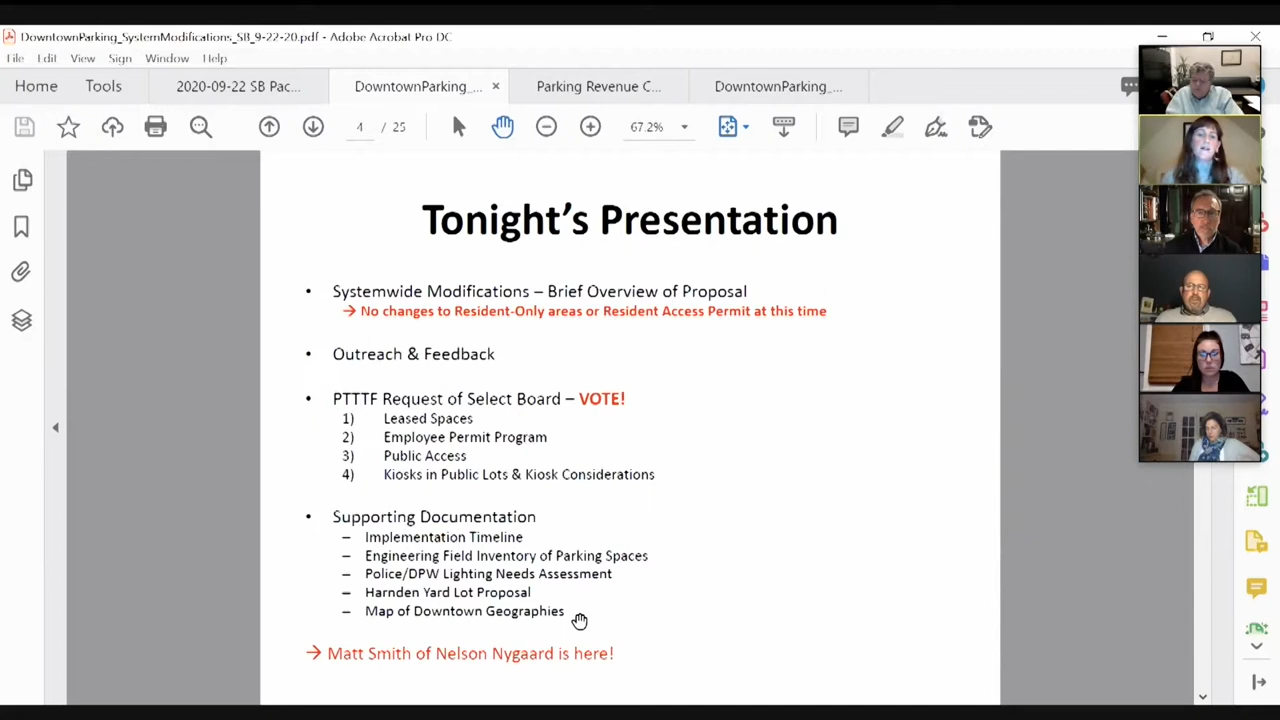 DowntownParking_SystemModifications_SB_9-22-20.pdf - Adobe Acrobat Pro DC
File Edit View Sign Window Help
Home Tools 2020-09-22 SB Pac... DowntownParking_... × Parking Revenue C... DowntownParking_...
4 / 25 67.2%
Tonight's Presentation
• Systemwide Modifications – Brief Overview of Proposal
→ No changes to Resident-Only areas or Resident Access Permit at this time
• Outreach & Feedback
• PTTTF Request of Select Board – VOTE!
1) Leased Spaces
2) Employee Permit Program
3) Public Access
4) Kiosks in Public Lots & Kiosk Considerations
• Supporting Documentation
– Implementation Timeline
– Engineering Field Inventory of Parking Spaces
– Police/DPW Lighting Needs Assessment
– Harnden Yard Lot Proposal
– Map of Downtown Geographies
→ Matt Smith of Nelson Nygaard is here!